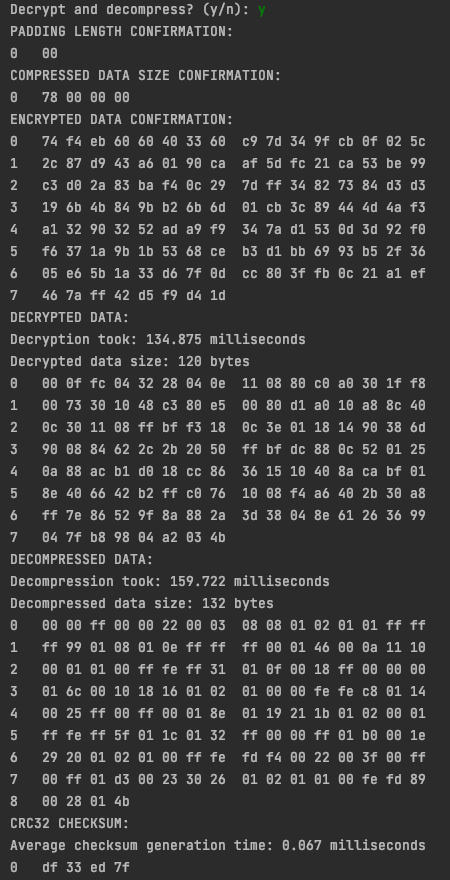 Decrypt and decompress? (y/n): y
PADDING LENGTH CONFIRMATION:
0   00
COMPRESSED DATA SIZE CONFIRMATION:
0   78 00 00 00
ENCRYPTED DATA CONFIRMATION:
0   74 f4 eb 60 60 40 33 60  c9 7d 34 9f cb 0f 02 5c
1   2c 87 d9 43 a6 01 90 ca  af 5d fc 21 ca 53 be 99
2   c3 d0 2a 83 ba f4 0c 29  7d ff 34 82 73 84 d3 d3
3   19 6b 4b 84 9b b2 6b 6d  01 cb 3c 89 44 4d 4a f3
4   a1 32 90 32 52 ad a9 f9  34 7a d1 53 0d 3d 92 f0
5   f6 37 1a 9b 1b 53 68 ce  b3 d1 bb 69 93 b5 2f 36
6   05 e6 5b 1a 33 d6 7f 0d  cc 80 3f fb 0c 21 a1 ef
7   46 7a ff 42 d5 f9 d4 1d
DECRYPTED DATA:
Decryption took: 134.875 milliseconds
Decrypted data size: 120 bytes
0   00 0f fc 04 32 28 04 0e  11 08 80 c0 a0 30 1f f8
1   00 73 30 10 48 c3 80 e5  00 80 d1 a0 10 a8 8c 40
2   0c 30 11 08 ff bf f3 18  0c 3e 01 18 14 90 38 6d
3   90 08 84 62 2c 2b 20 50  ff bf dc 88 0c 52 01 25
4   0a 88 ac b1 d0 18 cc 86  36 15 10 40 8a ca bf 01
5   8e 40 66 42 b2 ff c0 76  10 08 f4 a6 40 2b 30 a8
6   ff 7e 86 52 9f 8a 88 2a  3d 38 04 8e 61 26 36 99
7   04 7f b8 98 04 a2 03 4b
DECOMPRESSED DATA:
Decompression took: 159.722 milliseconds
Decompressed data size: 132 bytes
0   00 00 ff 00 00 22 00 03  08 08 01 02 01 01 ff ff
1   ff 99 01 08 01 0e ff ff  ff 00 01 46 00 0a 11 10
2   00 01 01 00 ff fe ff 31  01 0f 00 18 ff 00 00 00
3   01 6c 00 10 18 16 01 02  01 00 00 fe fe c8 01 14
4   00 25 ff 00 ff 00 01 8e  01 19 21 1b 01 02 00 01
5   ff fe ff 5f 01 1c 01 32  ff 00 00 ff 01 b0 00 1e
6   29 20 01 02 01 00 ff fe  fd f4 00 22 00 3f 00 ff
7   00 ff 01 d3 00 23 30 26  01 02 01 01 00 fe fd 89
8   00 28 01 4b
CRC32 CHECKSUM:
Average checksum generation time: 0.067 milliseconds
0   df 33 ed 7f